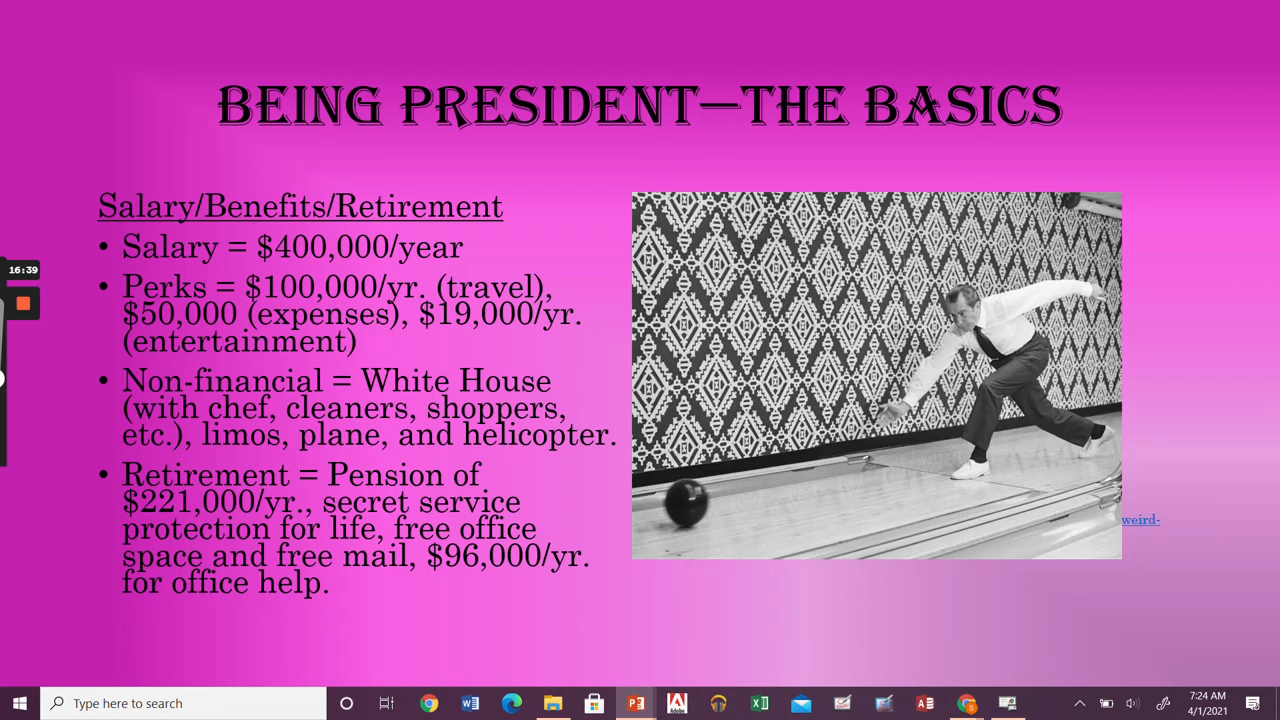 BEING PRESIDENT—THE BASICS
Salary/Benefits/Retirement
• Salary = $400,000/year
• Perks = $100,000/yr. (travel),
$50,000 (expenses), $19,000/yr.
(entertainment)
• Non-financial = White House
(with chef, cleaners, shoppers,
etc.), limos, plane, and helicopter.
• Retirement = Pension of
$221,000/yr., secret service
protection for life, free office
space and free mail, $96,000/yr.
for office help.
16:39
weird-
Type here to search
7:24 AM
4/1/2021